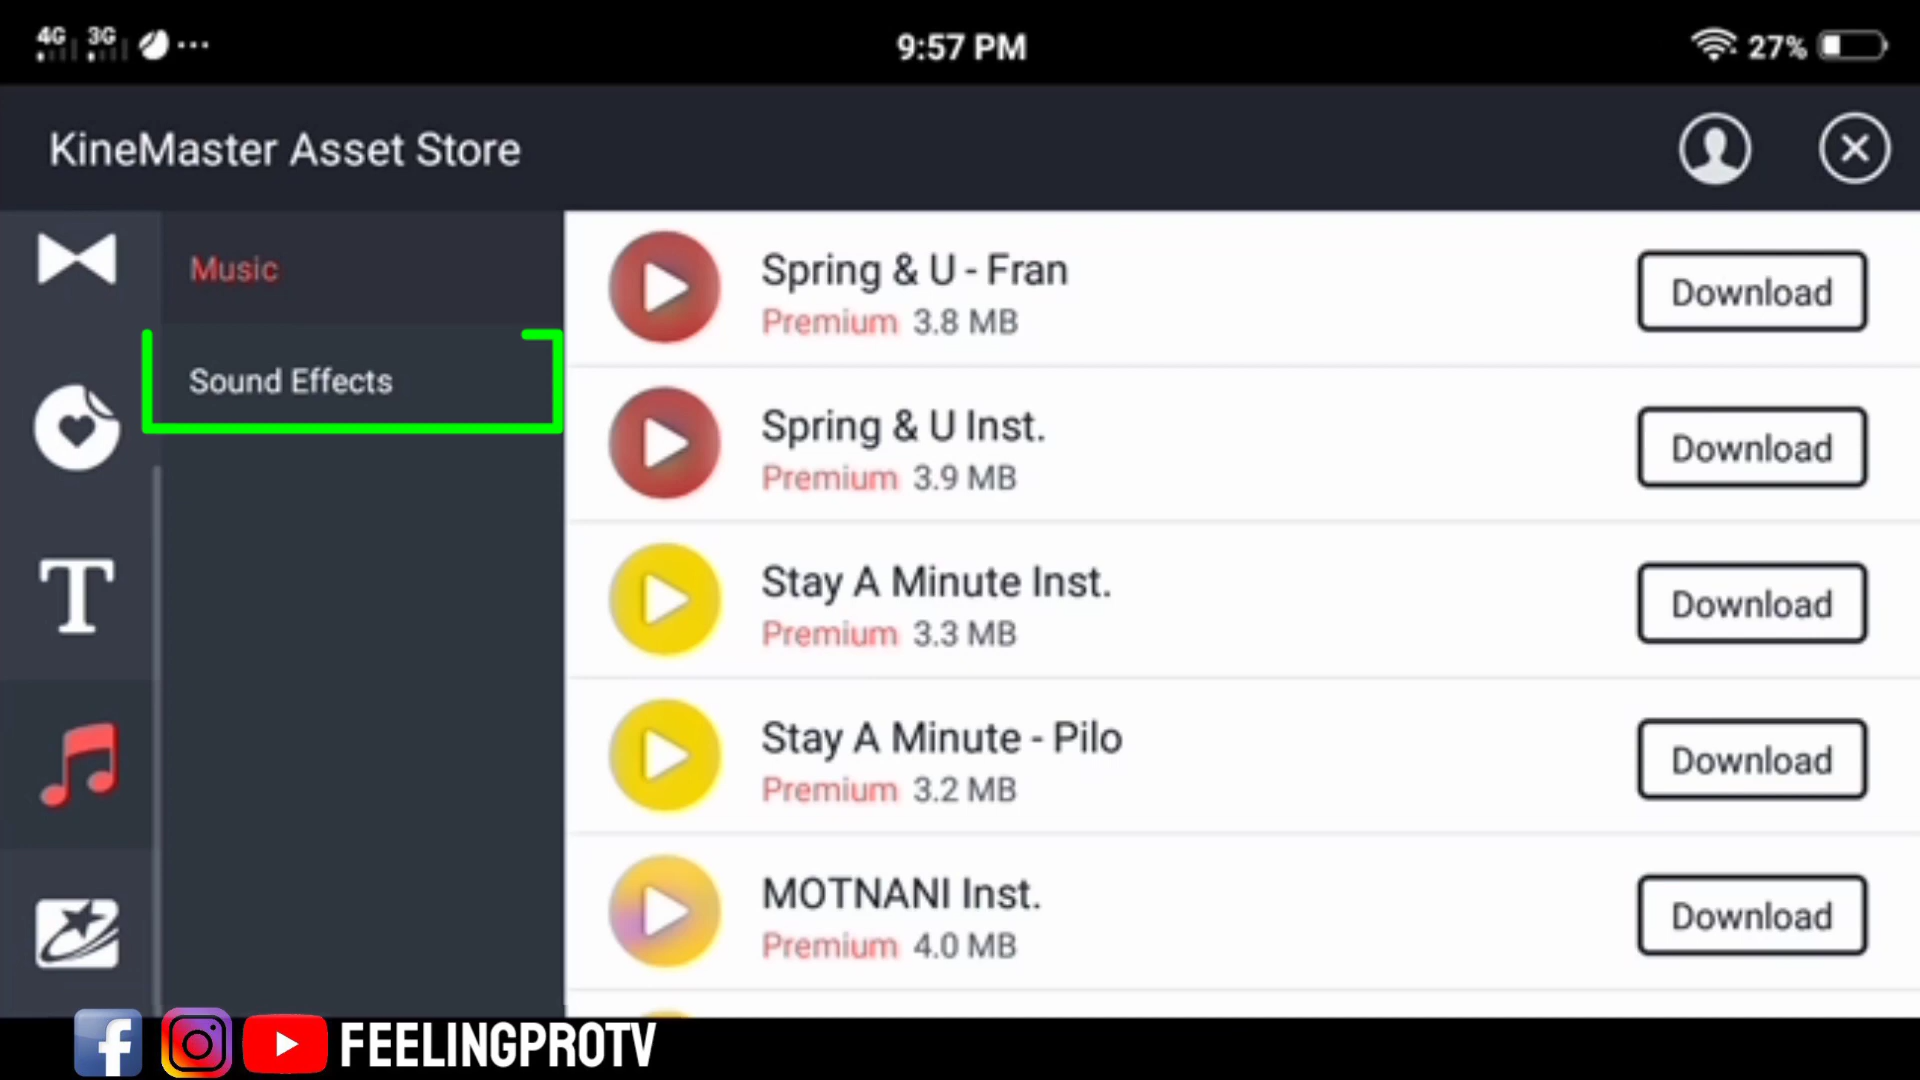 4G 3G
9:57 PM
27%
KineMaster Asset Store
Music
Sound Effects
Spring & U - Fran
Premium 3.8 MB
Download
Spring & U Inst.
Premium 3.9 MB
Download
Stay A Minute Inst.
Premium 3.3 MB
Download
Stay A Minute - Pilo
Premium 3.2 MB
Download
MOTNANI Inst.
Premium 4.0 MB
Download
FEELINGPROTV